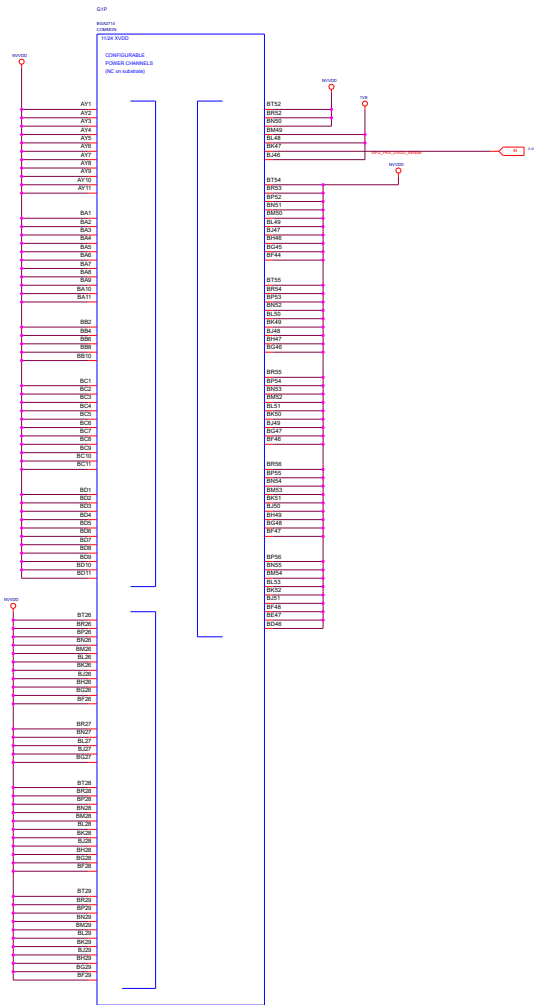 G1P
BGA2714
COMMON
11/24 XVDD
CONFIGURABLE
POWER CHANNELS
(NC on substrate)
NVVDD
AY1
AY2
AY3
AY4
AY5
AY6
AY7
AY8
AY9
AY10
AY11
BA1
BA2
BA3
BA4
BA5
BA6
BA7
BA8
BA9
BA10
BA11
BB2
BB4
BB6
BB8
BB10
BC1
BC2
BC3
BC4
BC5
BC6
BC7
BC8
BC9
BC10
BC11
BD1
BD2
BD3
BD4
BD5
BD6
BD7
BD8
BD9
BD10
BD11
NVVDD
BT26
BR26
BP26
BN26
BM26
BL26
BK26
BJ26
BH26
BG26
BF26
BR27
BN27
BL27
BJ27
BG27
BT28
BR28
BP28
BN28
BM28
BL28
BK28
BJ28
BH28
BG28
BF28
BT29
BR29
BP29
BN29
BM29
BL29
BK29
BJ29
BH29
BG29
BF29
NVVDD
1V8
BT52
BR52
BN50
BM49
BL48
BK47
BJ46
IN
NVVDD
BT54
BR53
BP52
BN51
BM50
BL49
BJ47
BH46
BG45
BF44
BT55
BR54
BP53
BN52
BL50
BK49
BJ48
BH47
BG46
BR55
BP54
BN53
BM52
BL51
BK50
BJ49
BG47
BF46
BR56
BP55
BN54
BM53
BK51
BJ50
BH49
BG48
BF47
BP56
BN55
BM54
BL53
BK52
BJ51
BF48
BE47
BD46